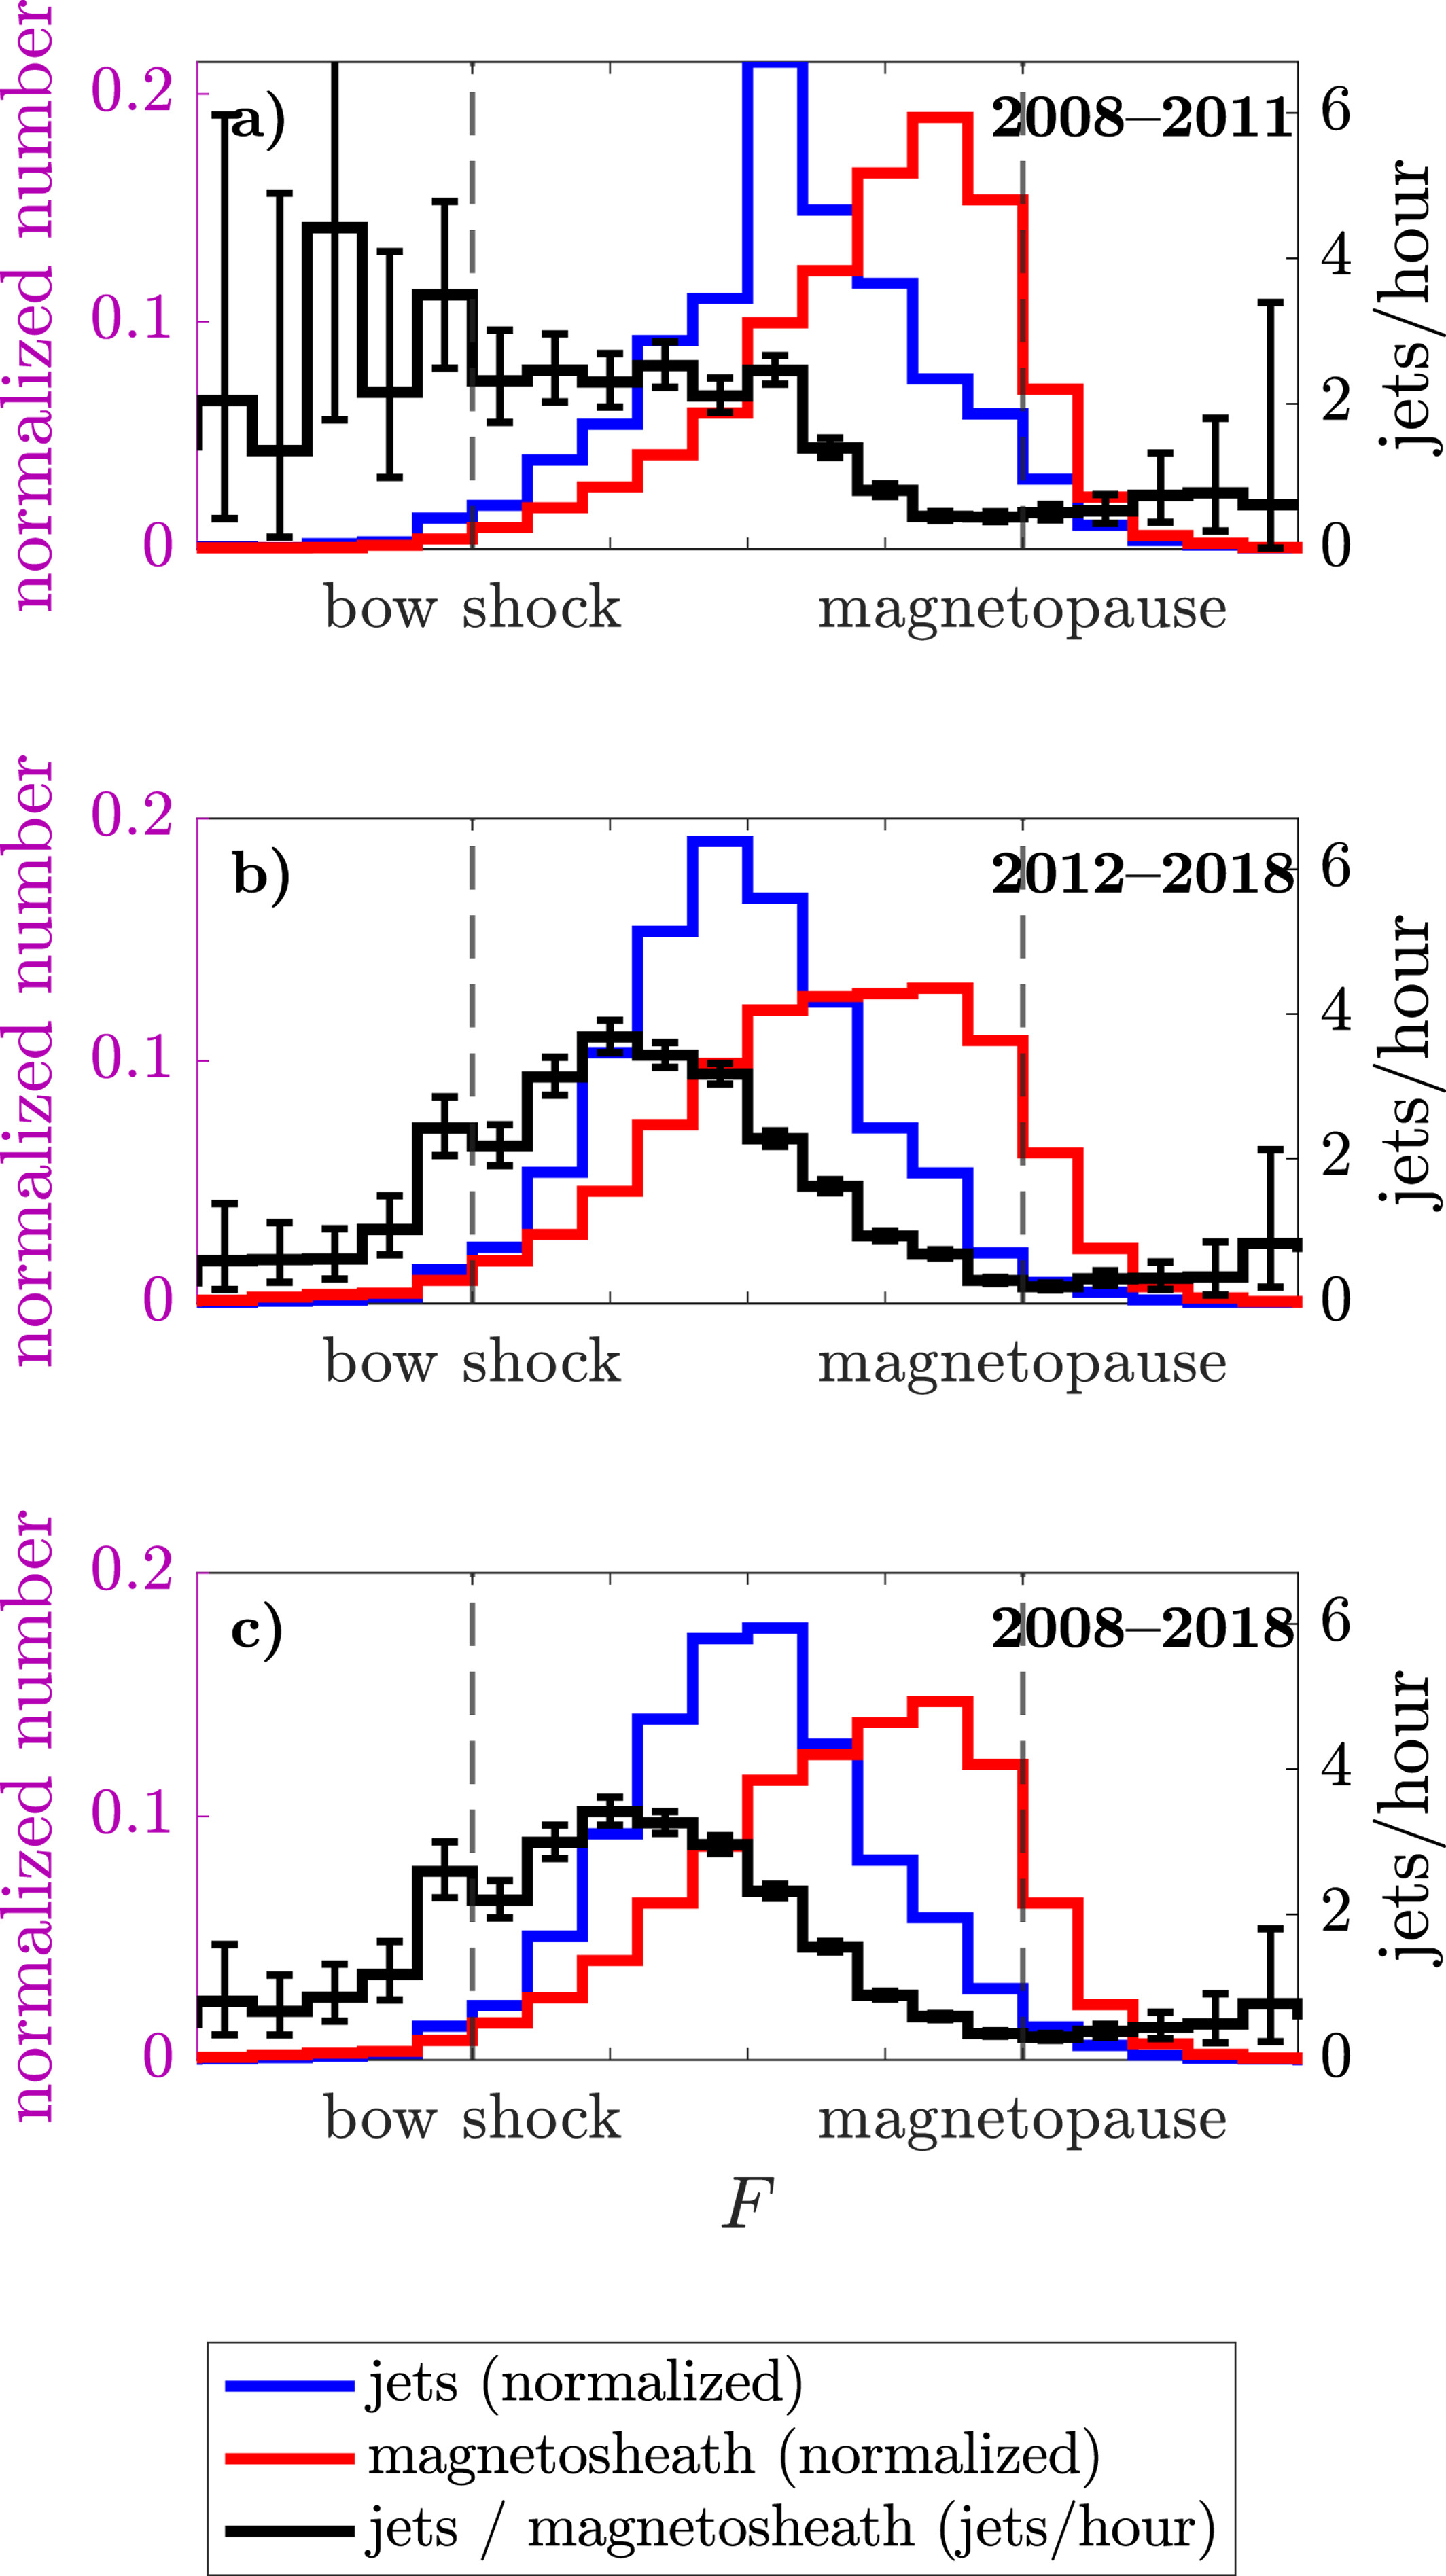 a)
2008–2011
normalized number
0.2
0.1
0
6
4
2
0
jets/hour
bow shock
magnetopause
b)
2012–2018
normalized number
0.2
0.1
0
6
4
2
0
jets/hour
bow shock
magnetopause
c)
2008–2018
normalized number
0.2
0.1
0
6
4
2
0
jets/hour
bow shock
magnetopause
F
jets (normalized)
magnetosheath (normalized)
jets / magnetosheath (jets/hour)